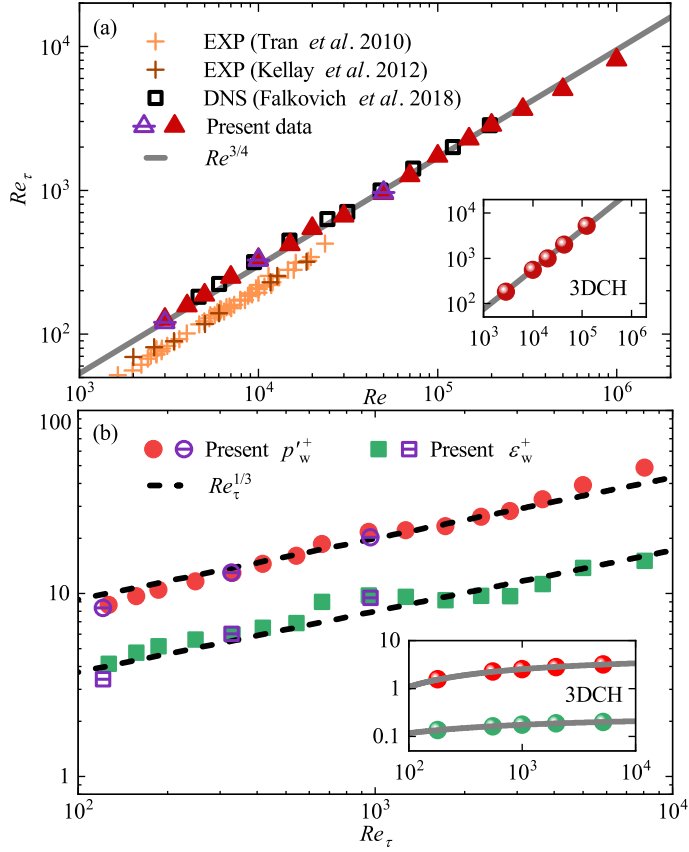 (a)
EXP (Tran et al. 2010)
EXP (Kellay et al. 2012)
DNS (Falkovich et al. 2018)
Present data
Re^{3/4}
Re_τ
10^4
10^3
10^2
10^4
10^3
10^2
3DCH
10^3 10^4 10^5 10^6
10^3 10^4 10^5 10^6
Re
(b)
Present p'_w^+
Present ε_w^+
Re_τ^{1/3}
100
10
1
10
1
0.1
3DCH
10^2 10^3 10^4
10^2 10^3 10^4
Re_τ